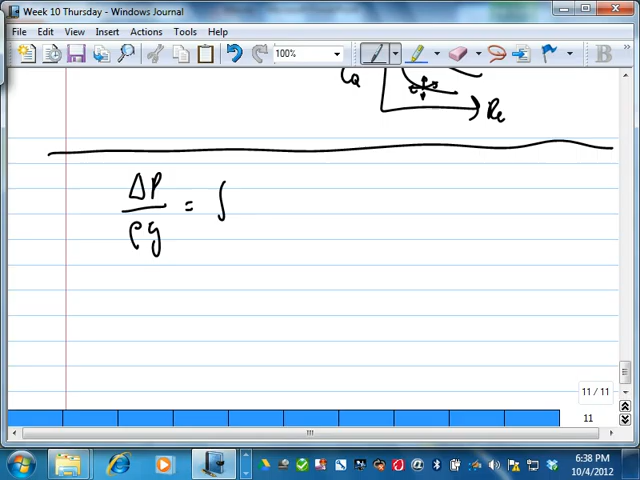 Week 10 Thursday - Windows Journal
File Edit View Insert Actions Tools Help
100% B
Re
ΔP
ρg
= ∫
11 / 11
11
6:38 PM
10/4/2012